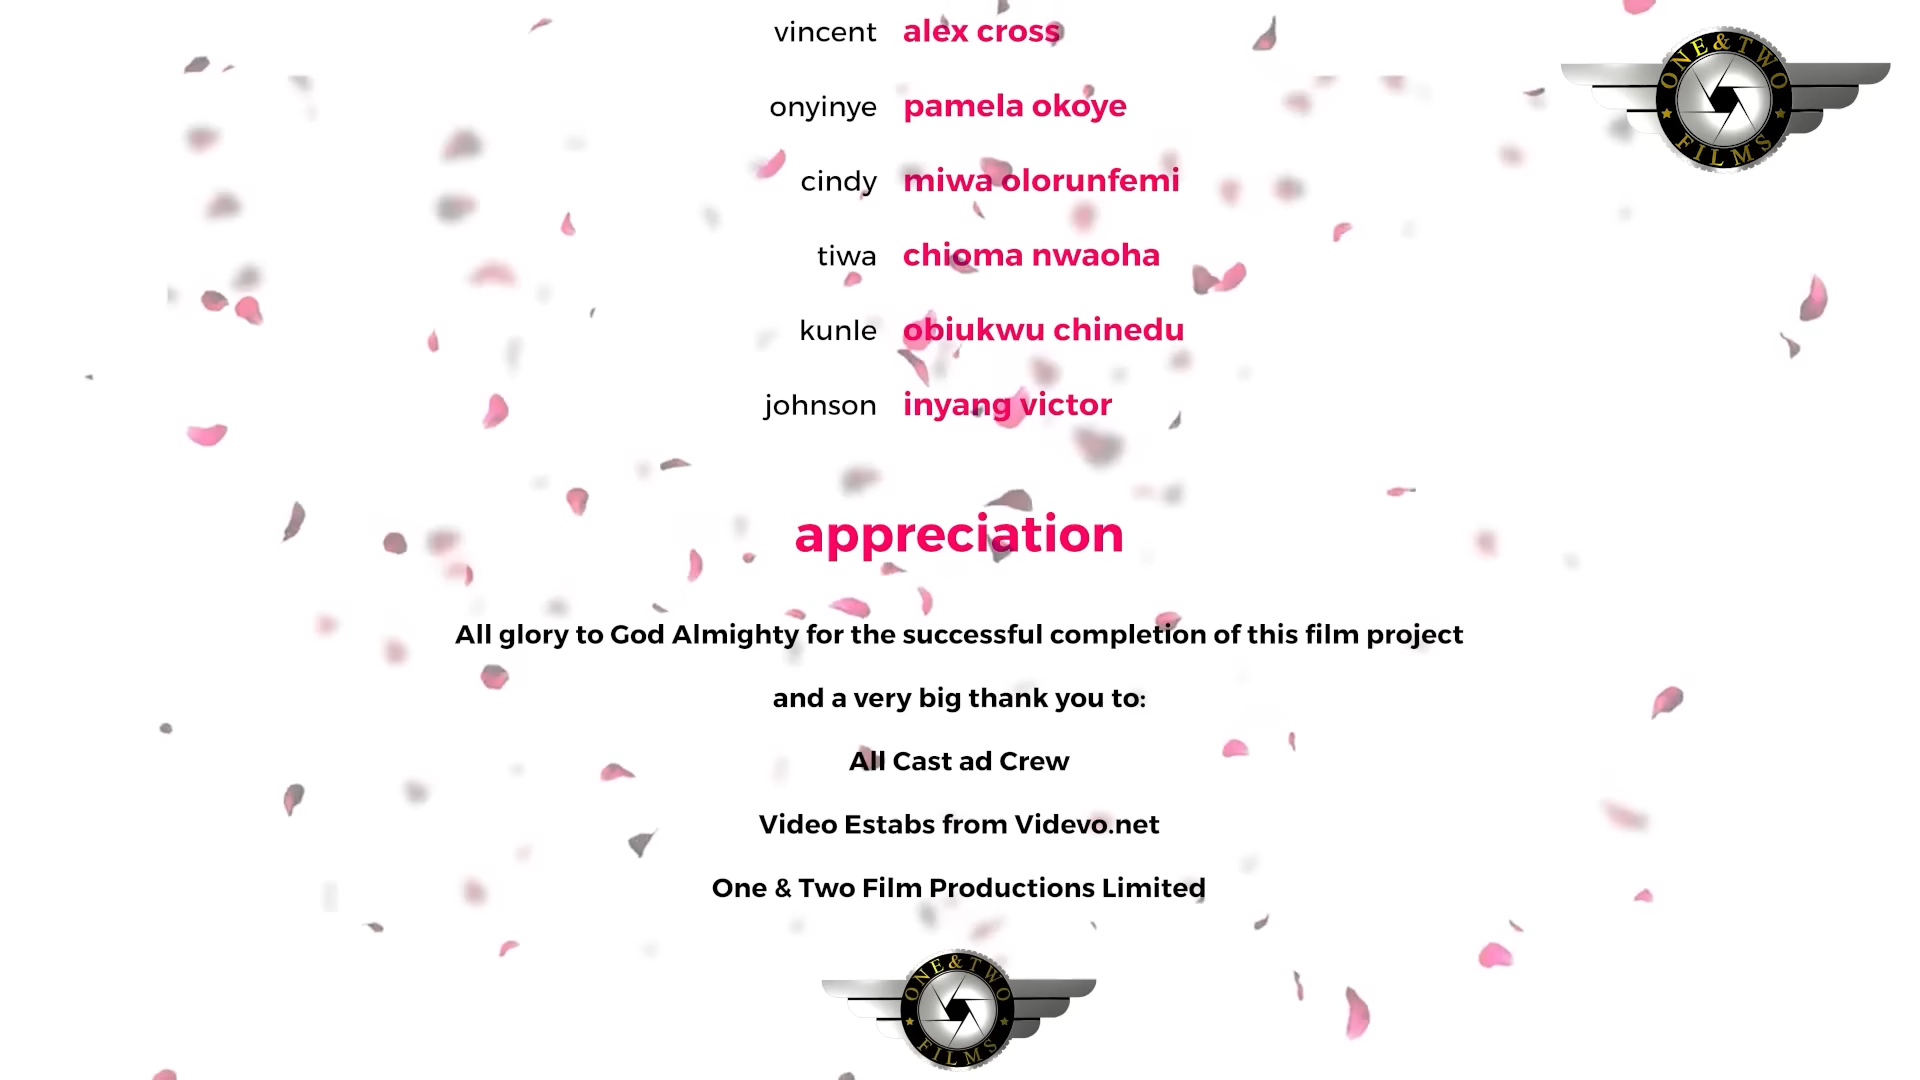 vincent alex cross
ONE & TWO
FILMS
onyinye pamela okoye
cindy miwa olorunfemi
tiwa chioma nwaoha
kunle obiukwu chinedu
johnson inyang victor
appreciation
All glory to God Almighty for the successful completion of this film project
and a very big thank you to:
All Cast ad Crew
Video Estabs from Videvo.net
One & Two Film Productions Limited
ONE & TWO
FILMS